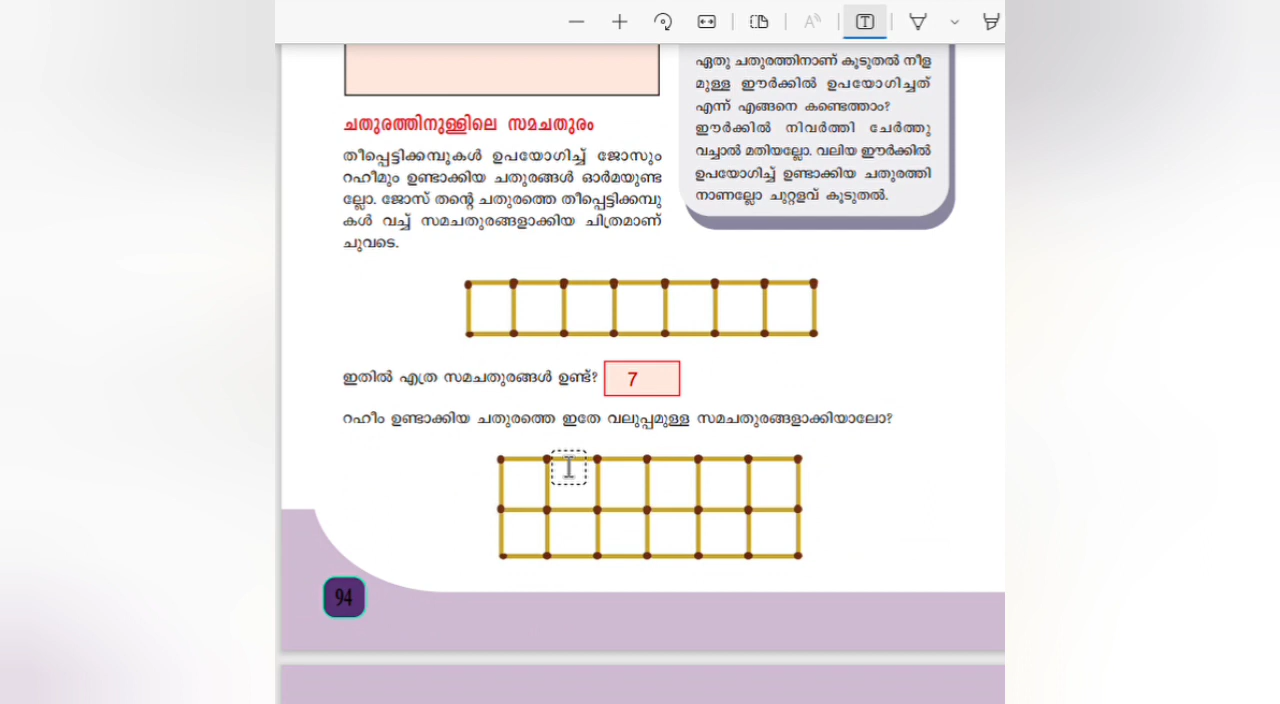 ഏതു ചതുരത്തിനാണ് കൂടുതൽ നീള
മുള്ള ഈർക്കിൽ ഉപയോഗിച്ചത്
എന്ന് എങ്ങനെ കണ്ടെത്താം?
ഈർക്കിൽ നിവർത്തി ചേർത്തു
വച്ചാൽ മതിയല്ലോ. വലിയ ഈർക്കിൽ
ഉപയോഗിച്ച് ഉണ്ടാക്കിയ ചതുരത്തി
നാണല്ലോ ചുറ്റളവ് കൂടുതൽ.
ചതുരത്തിനുള്ളിലെ സമചതുരം
തീപ്പെട്ടിക്കമ്പുകൾ ഉപയോഗിച്ച് ജോസും
റഹീമും ഉണ്ടാക്കിയ ചതുരങ്ങൾ ഓർമയുണ്ട
ല്ലോ. ജോസ് തന്റെ ചതുരത്തെ തീപ്പെട്ടിക്കമ്പു
കൾ വച്ച് സമചതുരങ്ങളാക്കിയ ചിത്രമാണ്
ചുവടെ.
ഇതിൽ എത്ര സമചതുരങ്ങൾ ഉണ്ട്? 7
റഹീം ഉണ്ടാക്കിയ ചതുരത്തെ ഇതേ വലുപ്പമുള്ള സമചതുരങ്ങളാക്കിയാലോ?
94